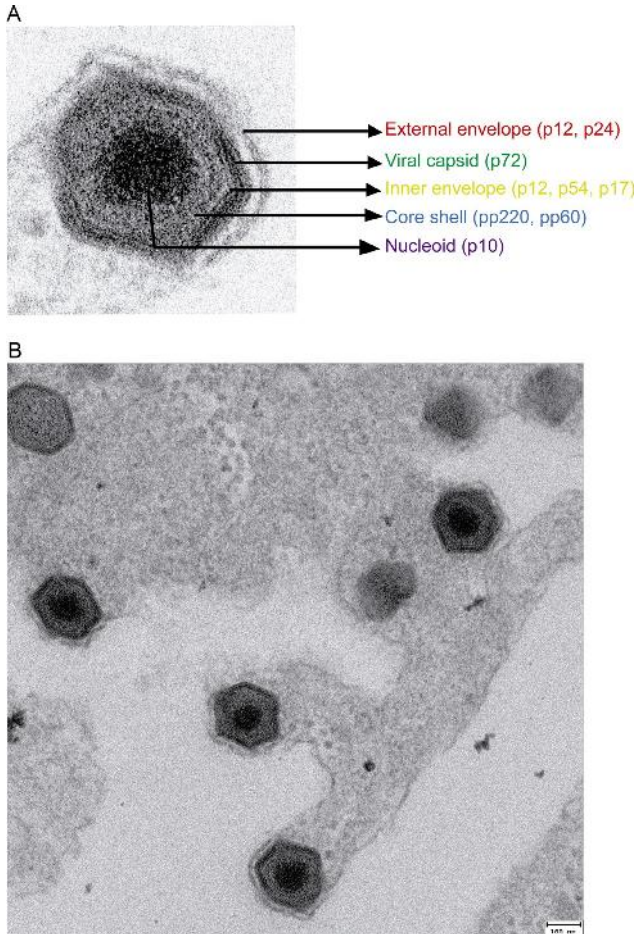 A
External envelope (p12, p24)
Viral capsid (p72)
Inner envelope (p12, p54, p17)
Core shell (pp220, pp60)
Nucleoid (p10)
B